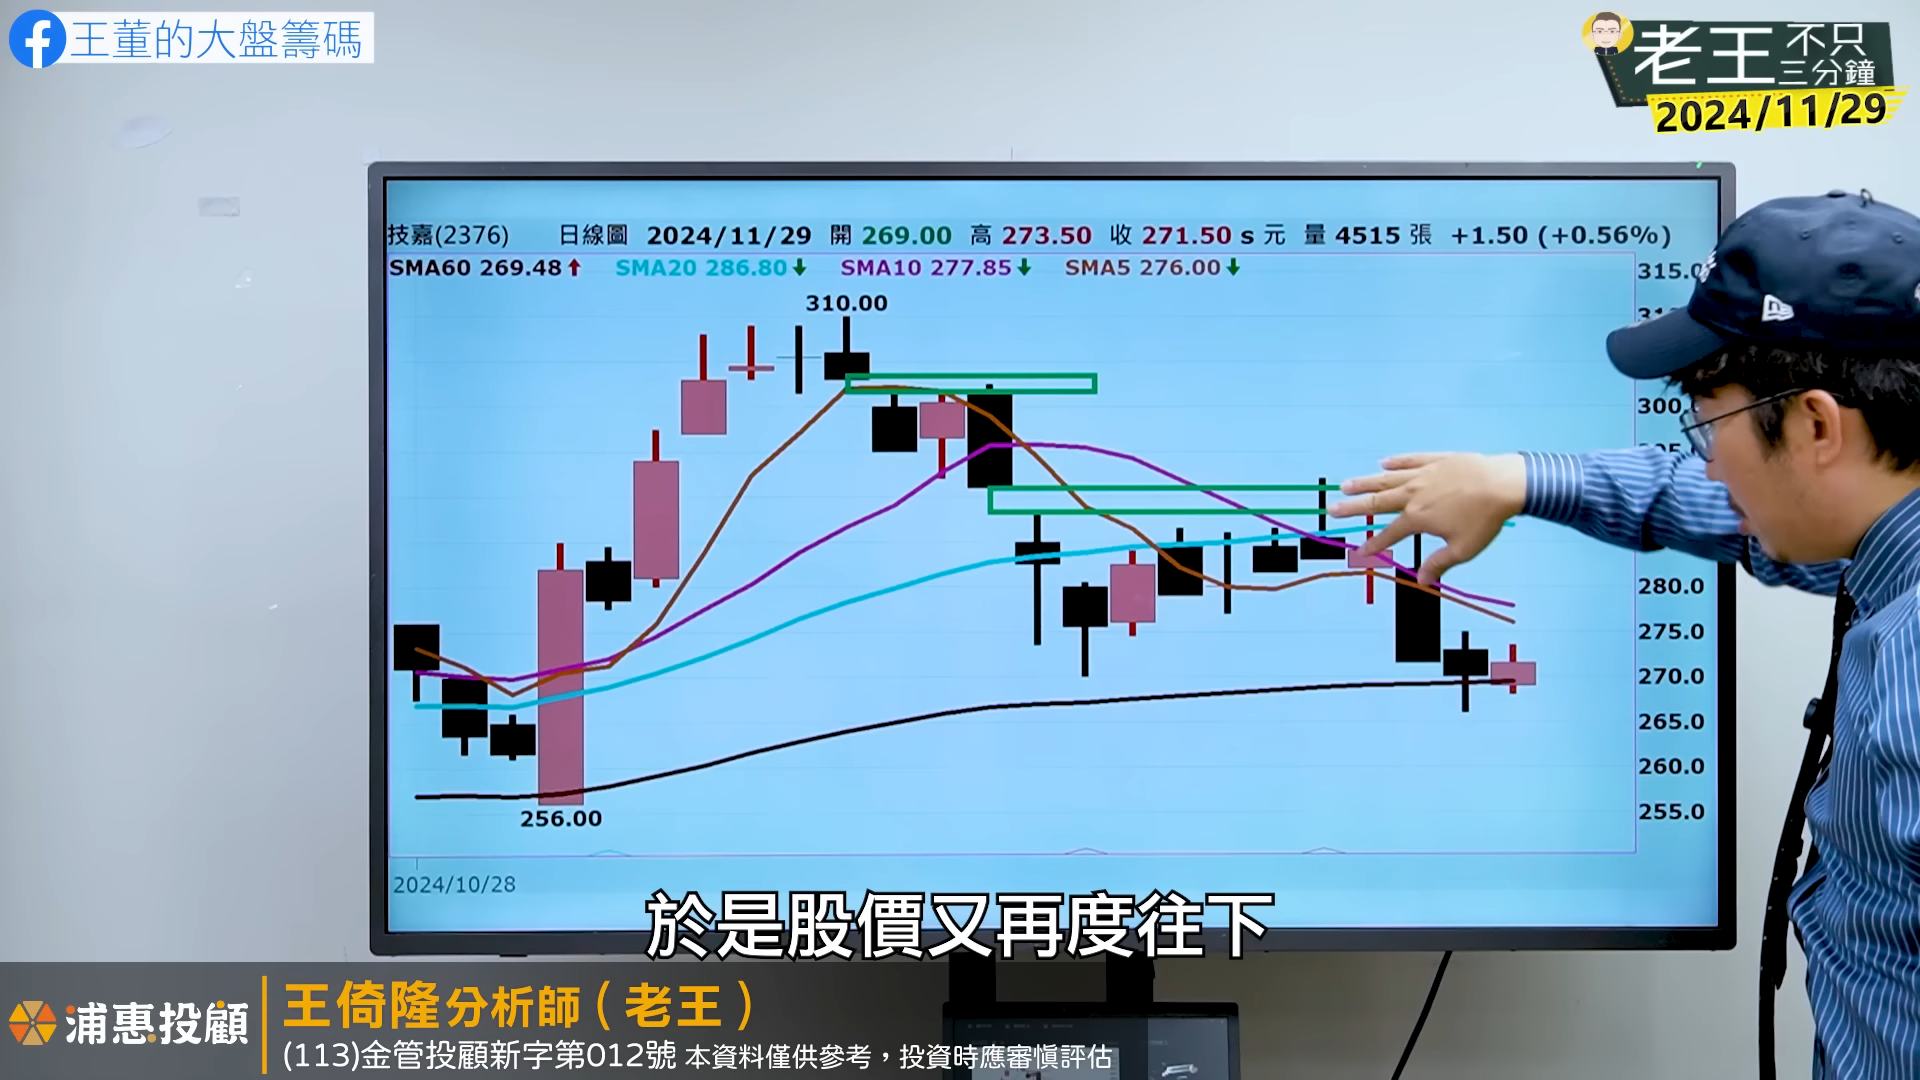 王董的大盤籌碼
老王 不只三分鐘
2024/11/29
技嘉(2376) 日線圖 2024/11/29 開 269.00 高 273.50 收 271.50 s 元 量 4515 張 +1.50 (+0.56%)
SMA60 269.48↑ SMA20 286.80↓ SMA10 277.85↓ SMA5 276.00↓
310.00
300.
280.0
275.0
270.0
265.0
260.0
255.0
256.00
2024/10/28
於是股價又再度往下
浦惠投顧
王倚隆分析師(老王)
(113)金管投顧新字第012號 本資料僅供參考,投資時應審慎評估